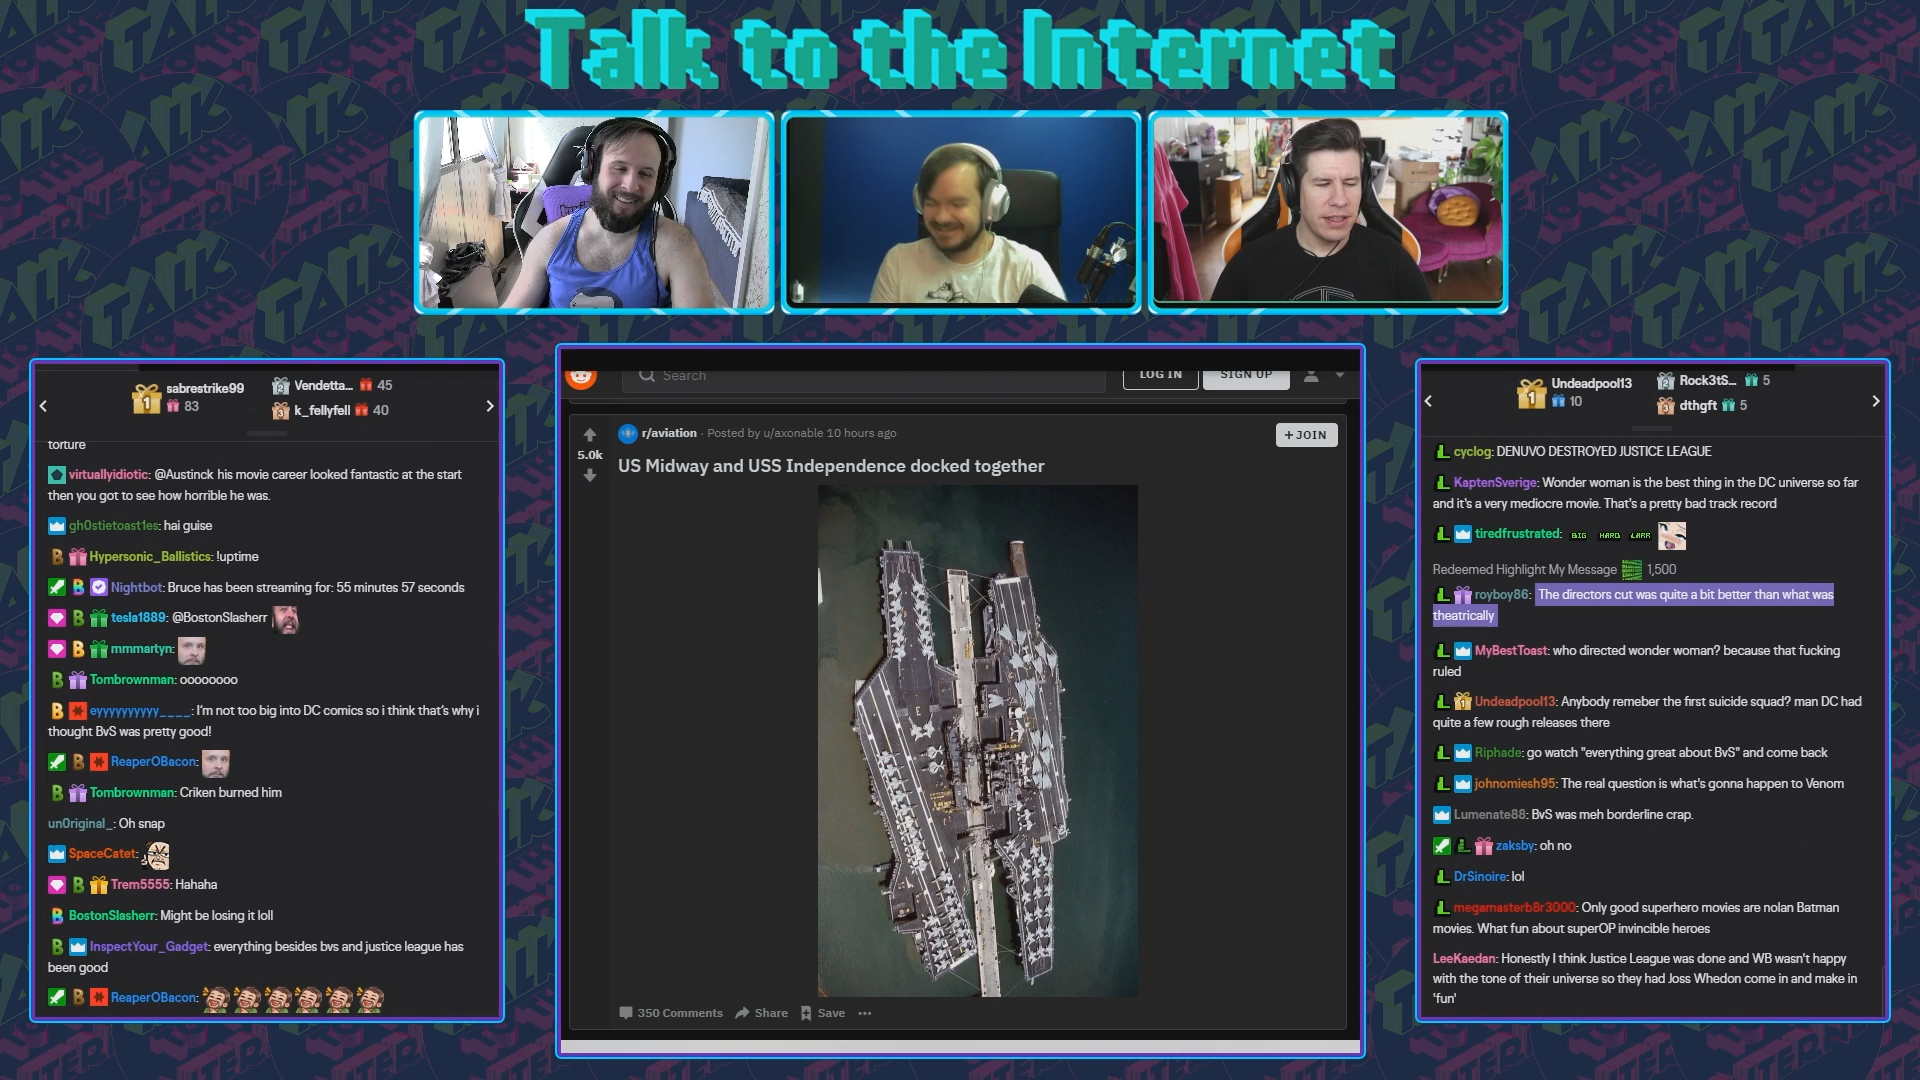 Talk to the Internet
sabrestrike99
83
Vendetta... 45
k_fellyfell 40
torture
virtuallyidiotic: @Austinck his movie career looked fantastic at the start
then you got to see how horrible he was.
gh0stietoast1es: hai guise
Hypersonic_Ballistics: !uptime
Nightbot: Bruce has been streaming for: 55 minutes 57 seconds
tesla1889: @BostonSlasherr
mmmartyn:
Tombrownman: oooooooo
eyyyyyyyyyy____: I'm not too big into DC comics so i think that's why i
thought BvS was pretty good!
ReaperOBacon:
Tombrownman: Criken burned him
un0riginal_: Oh snap
SpaceCatet:
Trem5555: Hahaha
BostonSlasherr: Might be losing it loll
InspectYour_Gadget: everything besides bvs and justice league has
been good
ReaperOBacon:
Search
LOG IN
SIGN UP
r/aviation · Posted by u/axonable 10 hours ago
+ JOIN
5.0k
US Midway and USS Independence docked together
350 Comments Share Save ...
Undeadpool13
10
Rock3tS... 5
dthgft 5
cyclog: DENUVO DESTROYED JUSTICE LEAGUE
KaptenSverige: Wonder woman is the best thing in the DC universe so far
and it's a very mediocre movie. That's a pretty bad track record
tiredfrustrated: BIG HARD LARR
Redeemed Highlight My Message 1,500
royboy86: The directors cut was quite a bit better than what was
theatrically
MyBestToast: who directed wonder woman? because that fucking
ruled
Undeadpool13: Anybody remeber the first suicide squad? man DC had
quite a few rough releases there
Riphade: go watch "everything great about BvS" and come back
johnomiesh95: The real question is what's gonna happen to Venom
Lumenate88: BvS was meh borderline crap.
zaksby: oh no
DrSinoire: lol
megamasterb8r3000: Only good superhero movies are nolan Batman
movies. What fun about superOP invincible heroes
LeeKaedan: Honestly I think Justice League was done and WB wasn't happy
with the tone of their universe so they had Joss Whedon come in and make in
'fun'